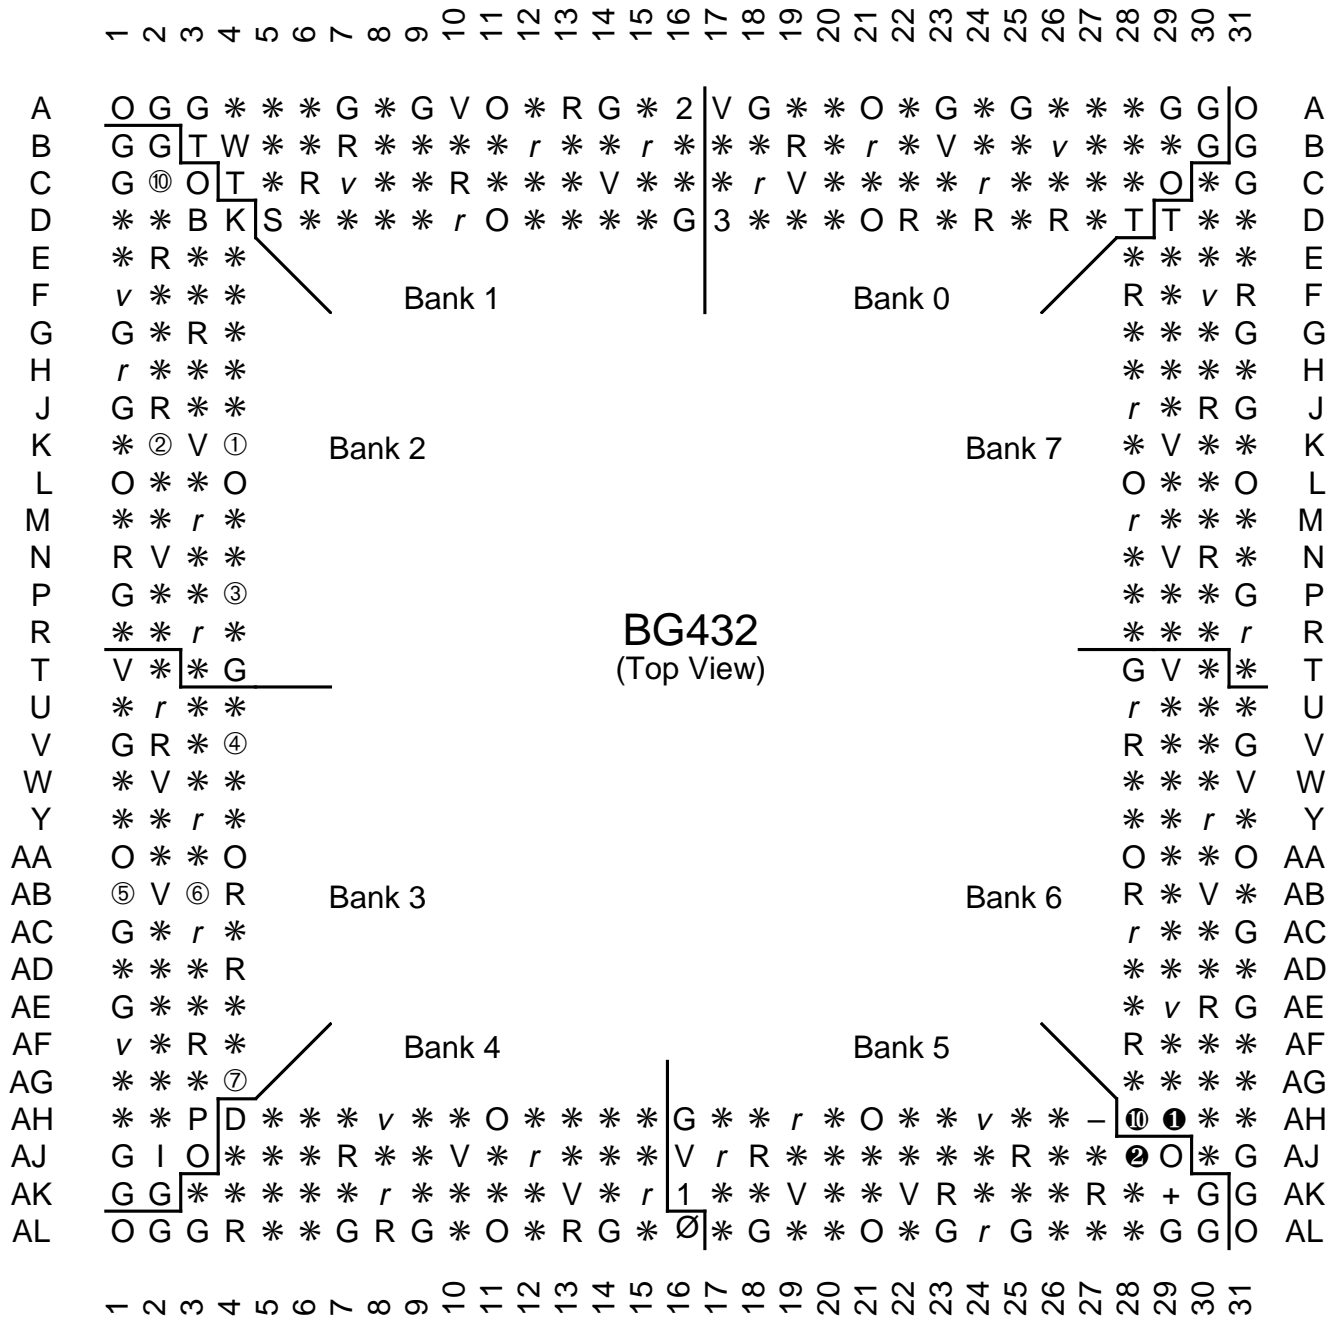 1 2 3 4 5 6 7 8 9 10 11 12 13 14 15 16 17 18 19 20 21 22 23 24 25 26 27 28 29 30 31
A O G G * * * G * G V O * R G * 2 V G * * O * G * G * * * G G O A
B G G T W * * R * * * * r * * r * * * R * r * V * * v * * * G G B
C G ⑩ O T * R v * * R * * * V * * * r V * * * * r * * * * O * G C
D * * B K S * * * * r O * * * * G 3 * * * O R * R * R * T T * * D
E * R * * * * * * E
F v * * * Bank 1 Bank 0 R * v R F
G G * R * * * * G G
H r * * * * * * * H
J G R * * r * R G J
K * ② V ① Bank 2 Bank 7 * V * * K
L O * * O O * * O L
M * * r * r * * * M
N R V * * * V R * N
P G * * ③ * * * G P
R * * r * BG432 * * * r R
T V * * G (Top View) G V * * T
U * r * * r * * * U
V G R * ④ R * * G V
W * V * * * * * V W
Y * * r * * * r * Y
AA O * * O O * * O AA
AB ⑤ V ⑥ R Bank 3 Bank 6 R * V * AB
AC G * r * r * * G AC
AD * * * R * * * * AD
AE G * * * * v R G AE
AF v * R * Bank 4 Bank 5 R * * * AF
AG * * * ⑦ * * * * AG
AH * * P D * * * v * * O * * * * G * * r * O * * v * * – ❿ ❶ * * AH
AJ G I O * * * R * * V * r * * * V r R * * * * * * R * * ❷ O * G AJ
AK G G * * * * * r * * * * V * r 1 * * V * * V R * * * R * + G G AK
AL O G G R * * G R G * O * R G * Ø * G * * O * G r G * * * G G O AL
1 2 3 4 5 6 7 8 9 10 11 12 13 14 15 16 17 18 19 20 21 22 23 24 25 26 27 28 29 30 31